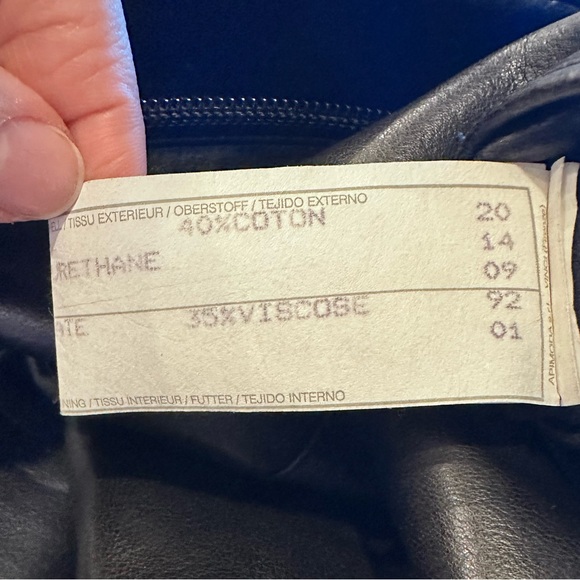 / TISSU EXTERIEUR / OBERSTOFF / TEJIDO EXTERNO
40%COTON 20
14
URETHANE 09
35%VISCOSE 92
01
/ TISSU INTERIEUR / FUTTER / TEJIDO INTERNO